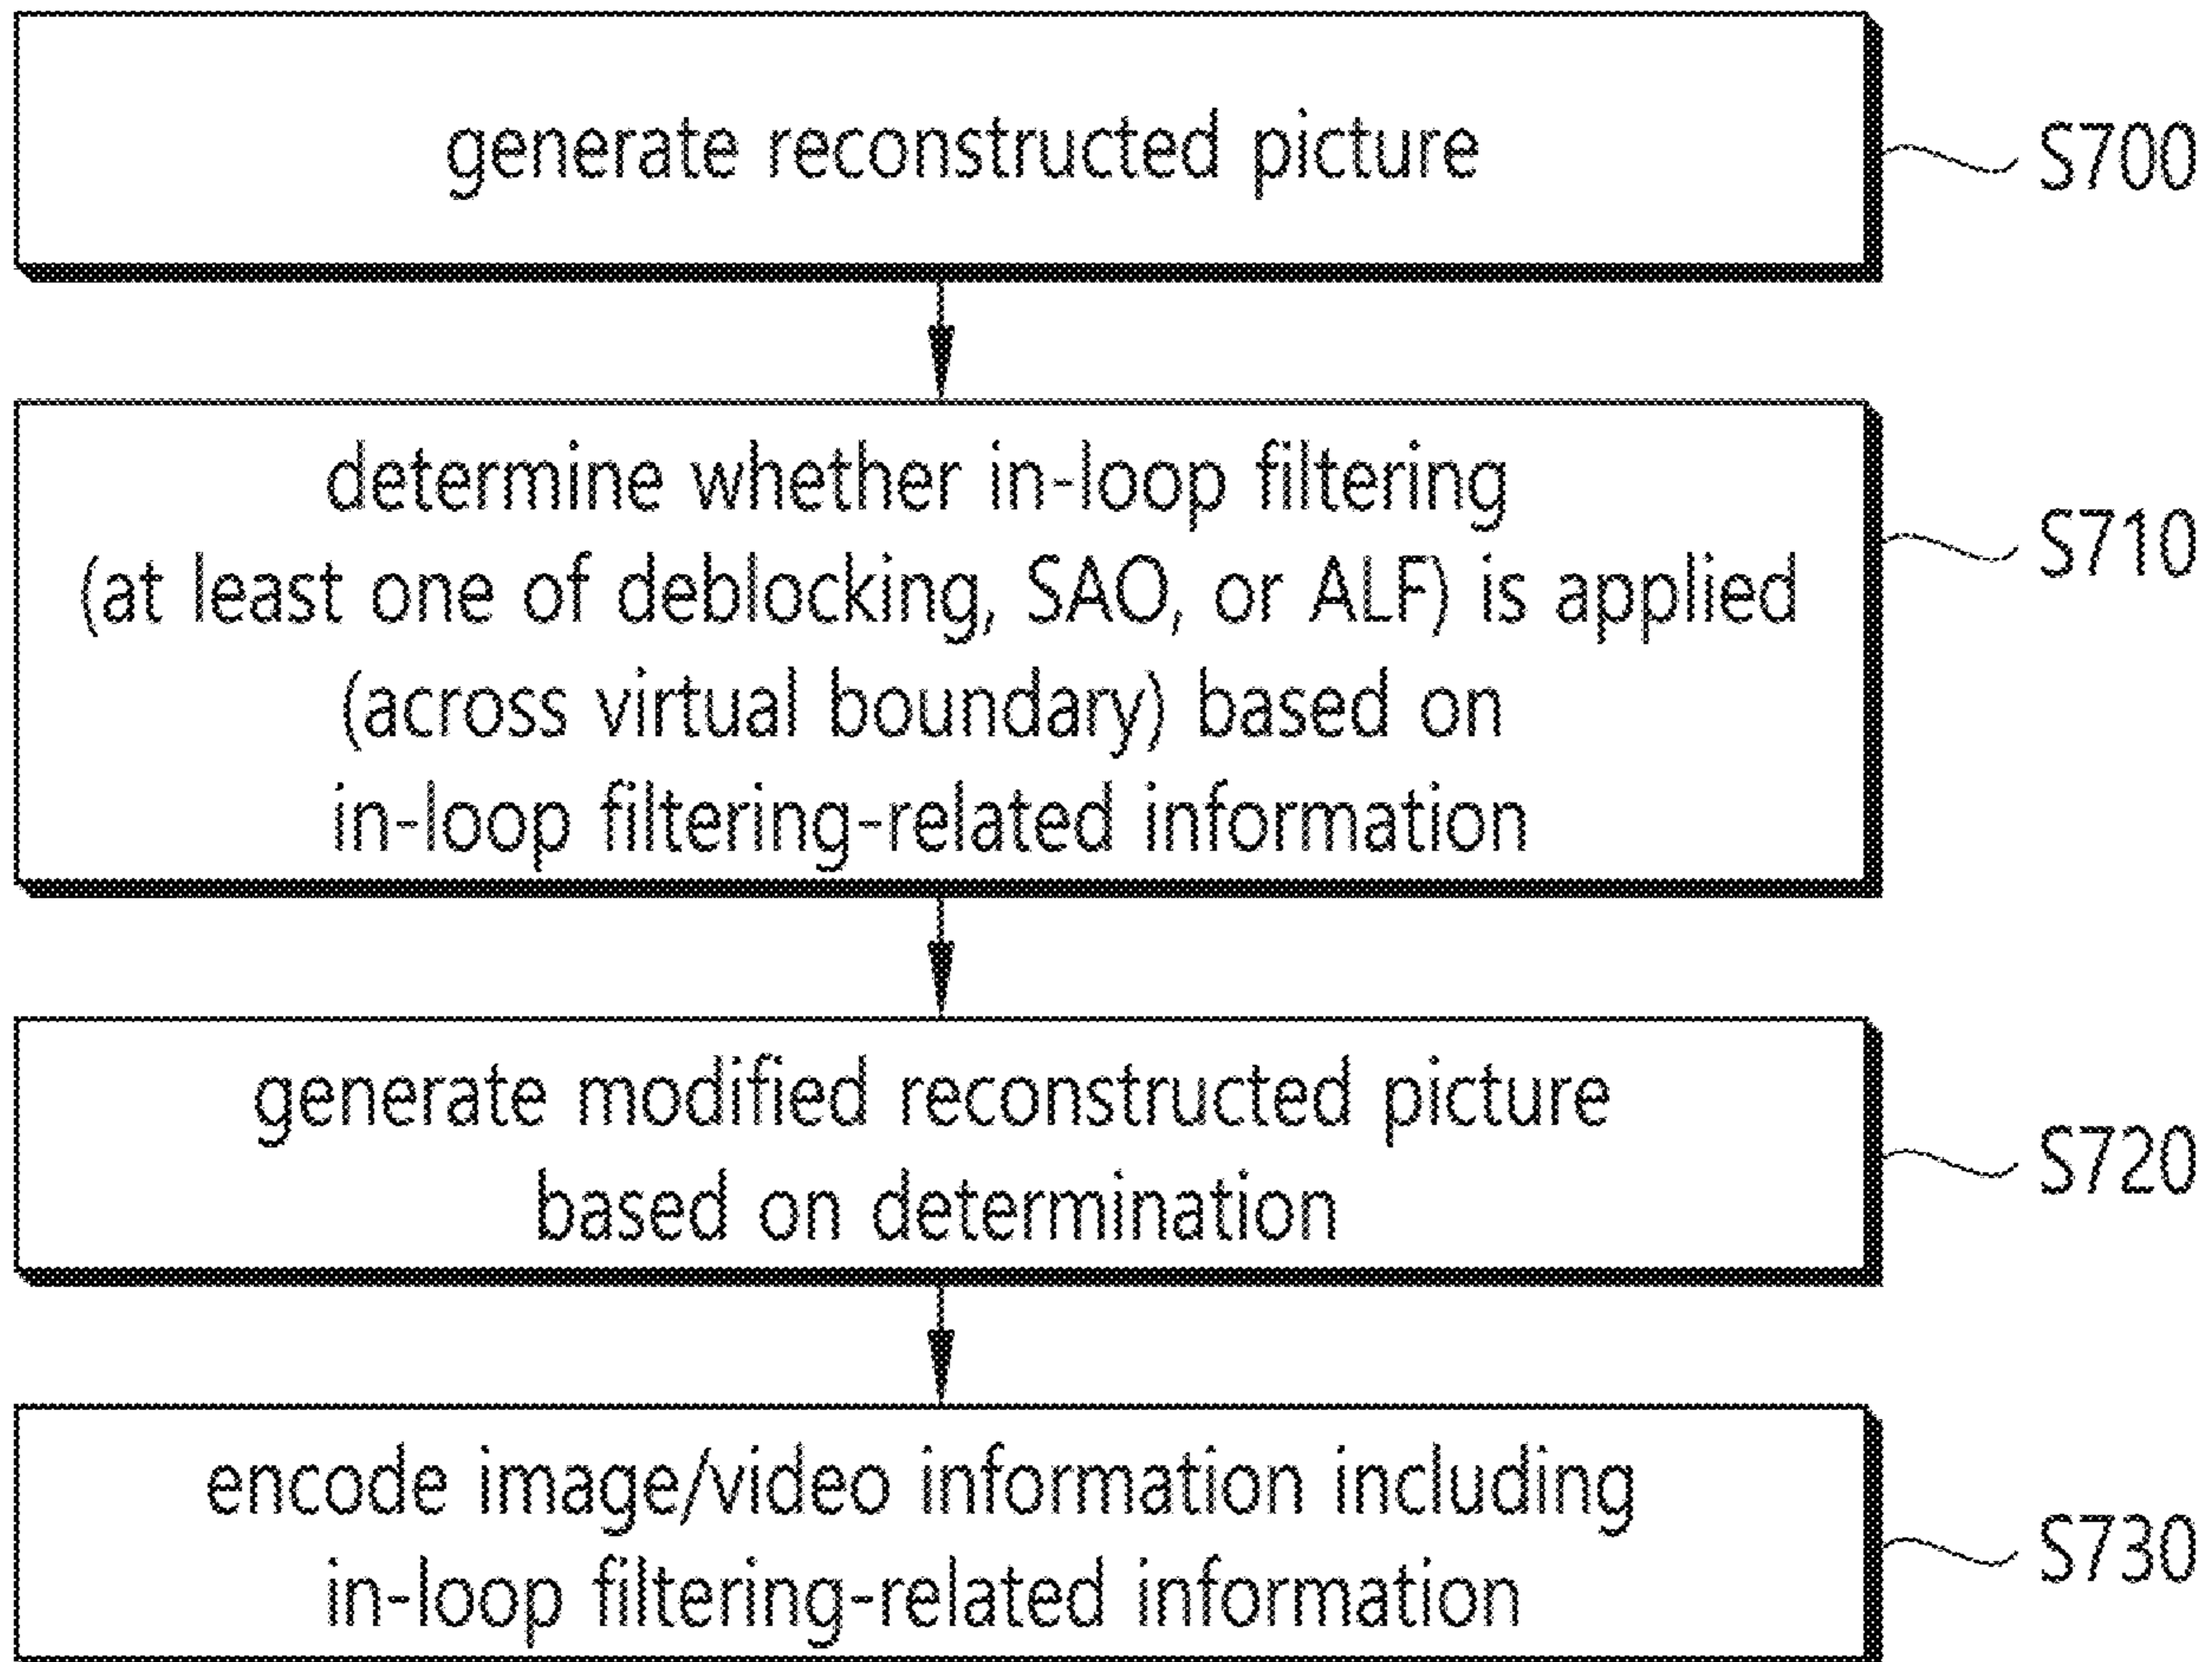 generate reconstructed picture
S700
determine whether in-loop filtering
(at least one of deblocking, SAO, or ALF) is applied
(across virtual boundary) based on
in-loop filtering-related information
S710
generate modified reconstructed picture
based on determination
S720
encode image/video information including
in-loop filtering-related information
S730